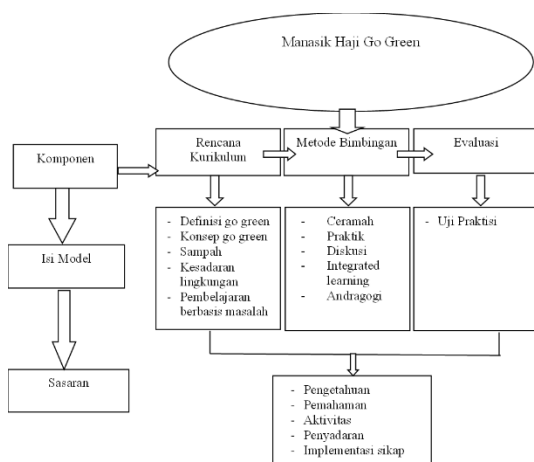 Manasik Haji Go Green
Komponen
Rencana
Kurikulum
Metode Bimbingan
Evaluasi
Isi Model
- Definisi go green
- Konsep go green
- Sampah
- Kesadaran
lingkungan
- Pembelajaran
berbasis masalah
- Ceramah
- Praktik
- Diskusi
- Integrated
learning
- Andragogi
- Uji Praktisi
Sasaran
- Pengetahuan
- Pemahaman
- Aktivitas
- Penyadaran
- Implementasi sikap